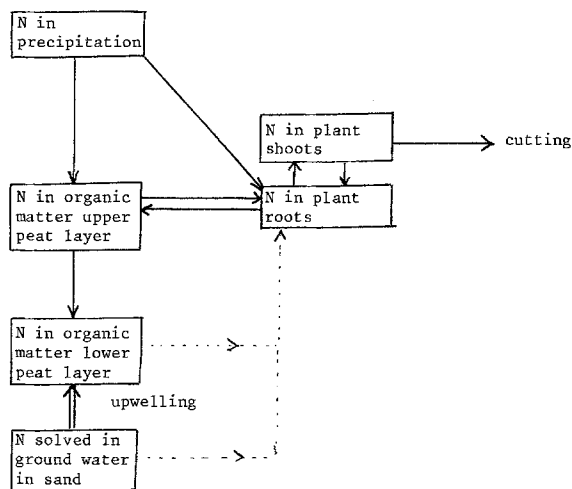 N in
precipitation
N in plant
shoots
cutting
N in organic
matter upper
peat layer
N in plant
roots
N in organic
matter lower
peat layer
upwelling
N solved in
ground water
in sand